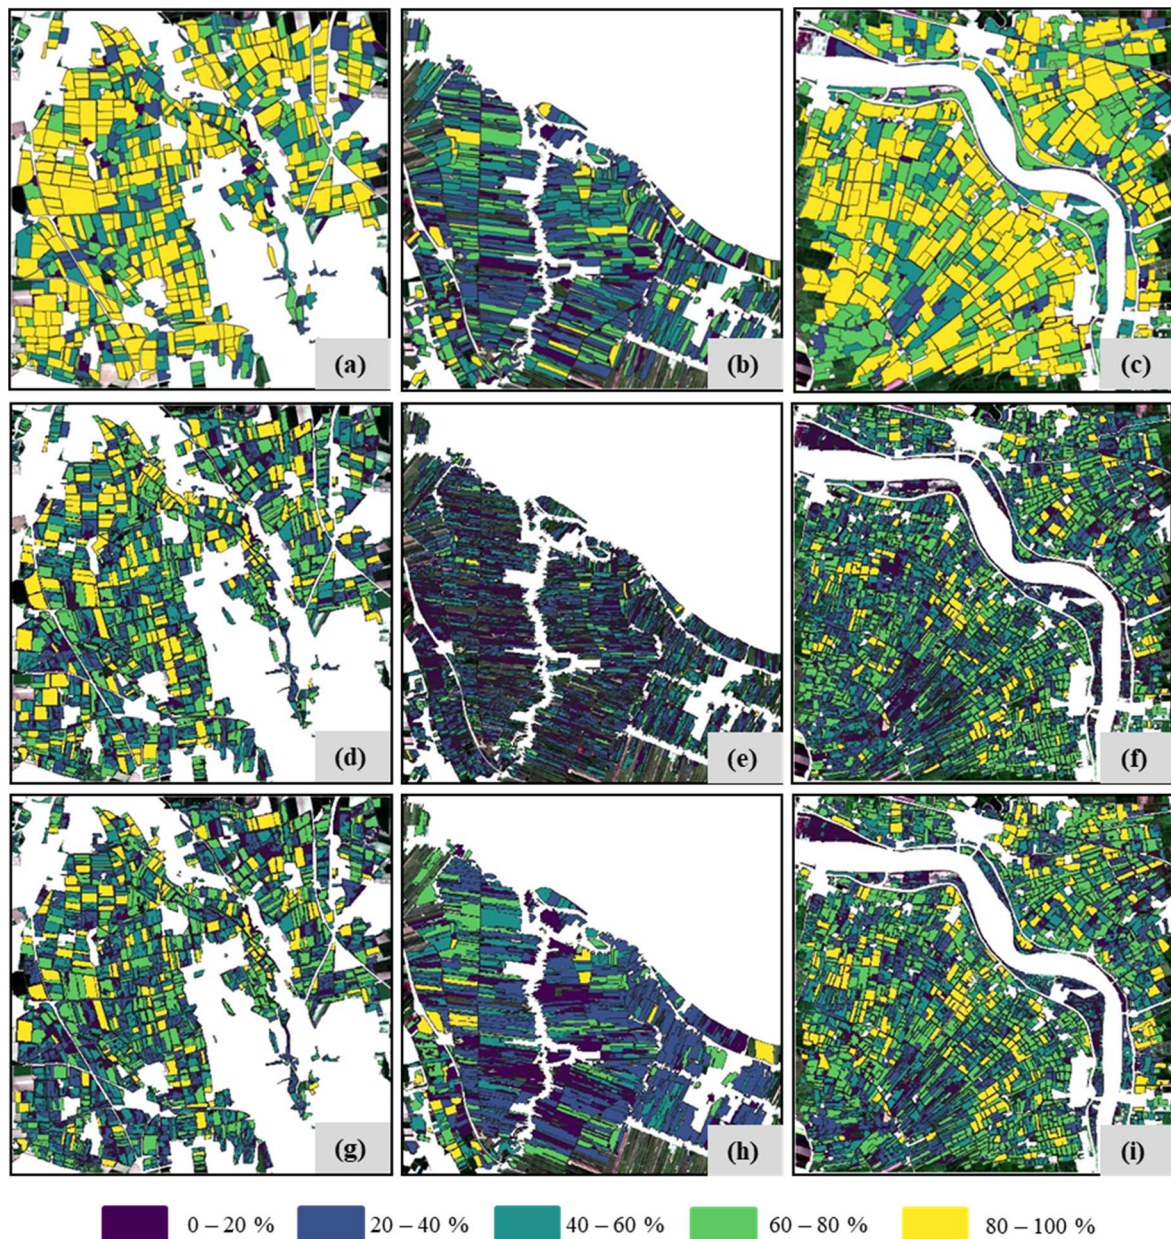 (a)
(b)
(c)
(d)
(e)
(f)
(g)
(h)
(i)
0 – 20 %
20 – 40 %
40 – 60 %
60 – 80 %
80 – 100 %